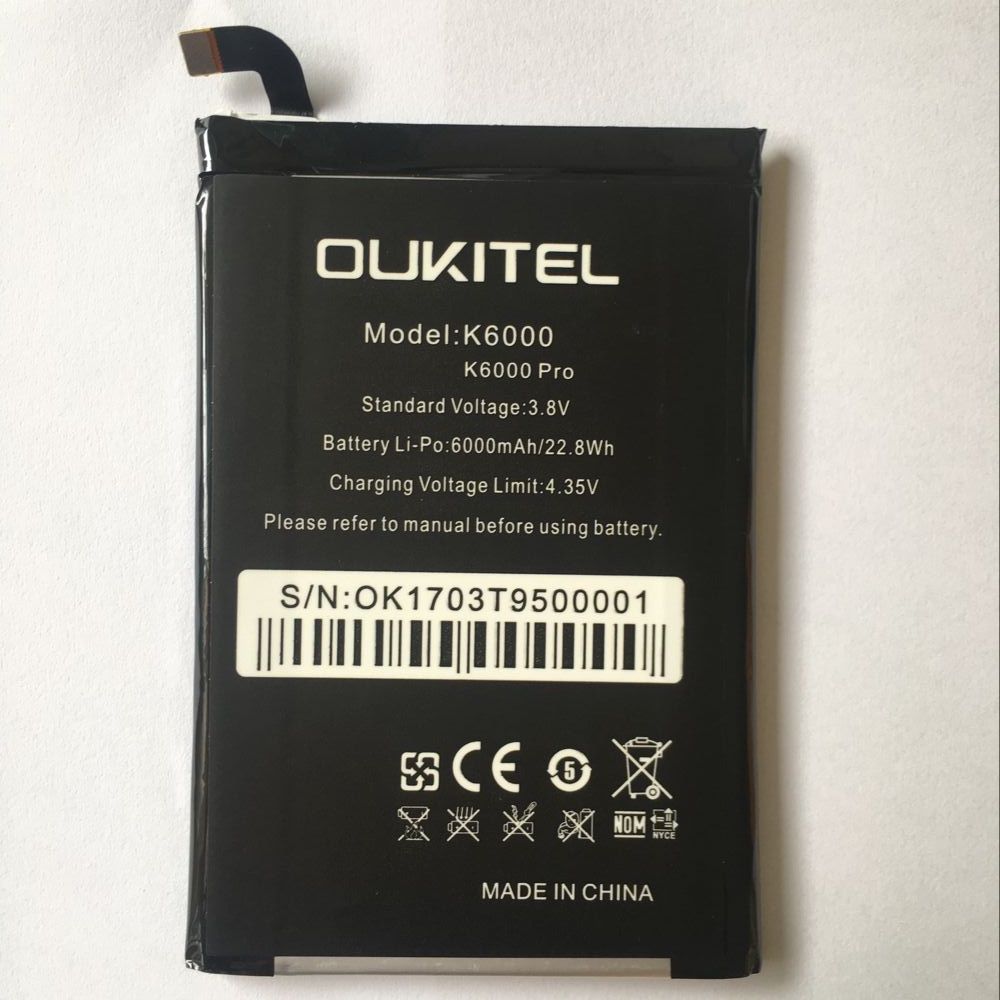 OUKITEL
Model:K6000
K6000 Pro
Standard Voltage:3.8V
Battery Li-Po:6000mAh/22.8Wh
Charging Voltage Limit:4.35V
Please refer to manual before using battery.
S/N:OK1703T9500001
CE
5
NOM
NYCE
MADE IN CHINA